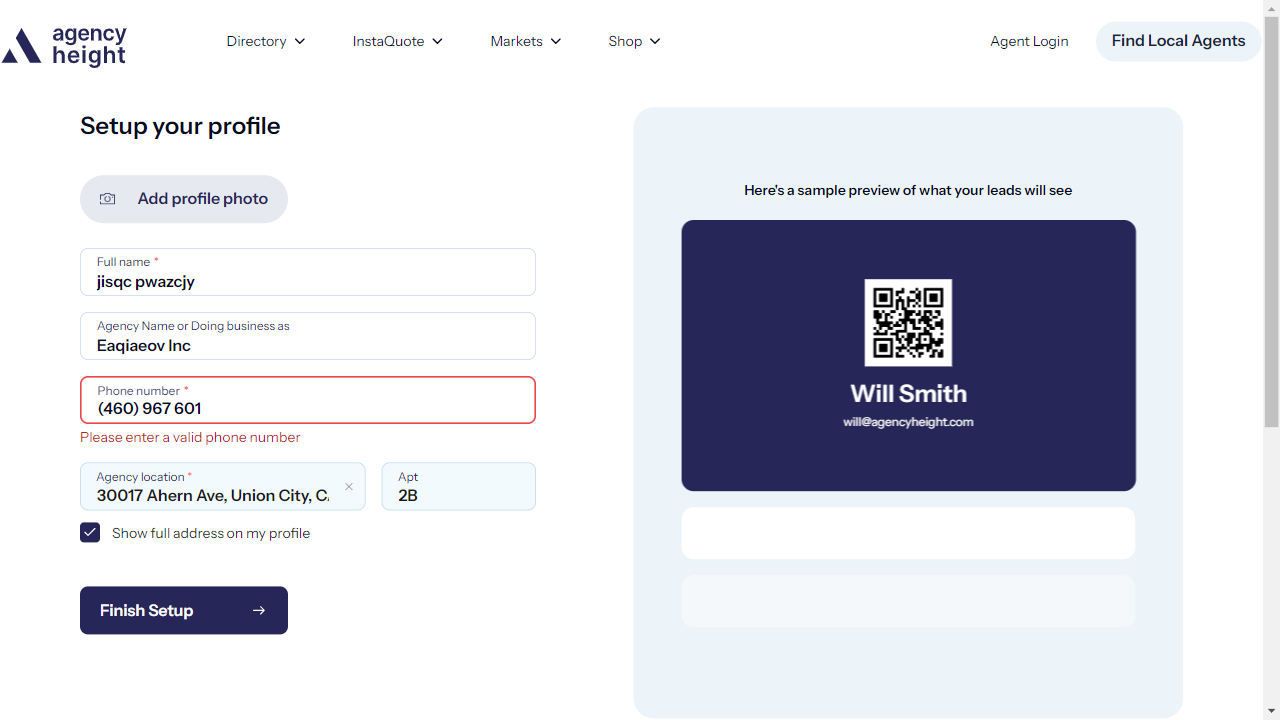 agency
height
Directory
InstaQuote
Markets
Shop
Agent Login
Find Local Agents
Setup your profile
Add profile photo
Full name *
jisqc pwazcjy
Agency Name or Doing business as
Eaqiaeov Inc
Phone number *
(460) 967 601
Please enter a valid phone number
Agency location *
30017 Ahern Ave, Union City, C
Apt
2B
Show full address on my profile
Finish Setup
Here's a sample preview of what your leads will see
Will Smith
will@agencyheight.com